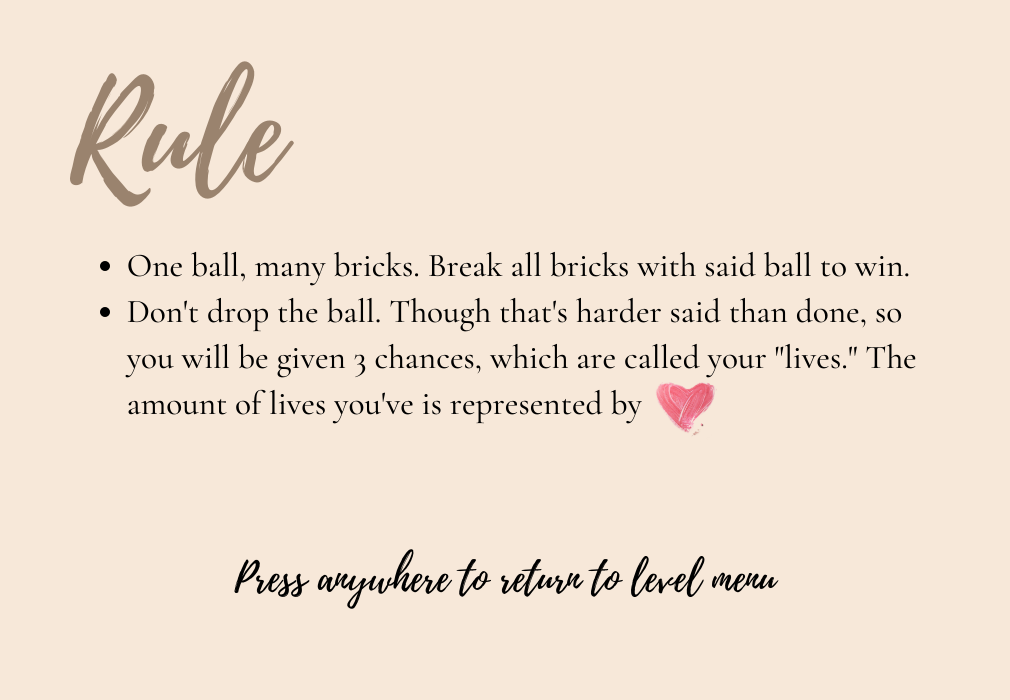 Rule
• One ball, many bricks. Break all bricks with said ball to win.
• Don't drop the ball. Though that's harder said than done, so
you will be given 3 chances, which are called your "lives." The
amount of lives you've is represented by
Press anywhere to return to level menu